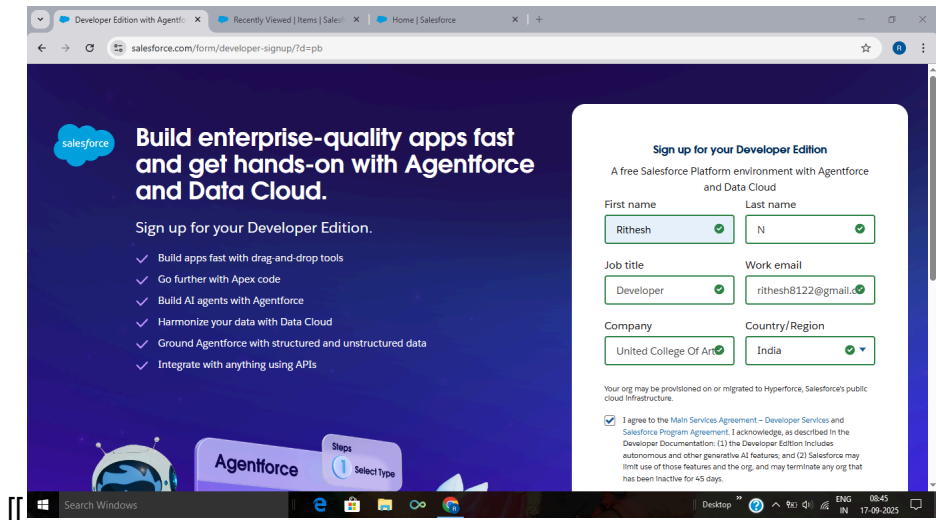 Developer Edition with Agentfo
Recently Viewed | Items | Salesf
Home | Salesforce
salesforce.com/form/developer-signup/?d=pb
R
salesforce
Build enterprise-quality apps fast
and get hands-on with Agentforce
and Data Cloud.
Sign up for your Developer Edition.
Build apps fast with drag-and-drop tools
Go further with Apex code
Build AI agents with Agentforce
Harmonize your data with Data Cloud
Ground Agentforce with structured and unstructured data
Integrate with anything using APIs
Agentforce
Steps
1 Select Type
Sign up for your Developer Edition
A free Salesforce Platform environment with Agentforce
and Data Cloud
First name Last name
Rithesh N
Job title Work email
Developer rithesh8122@gmail.c
Company Country/Region
United College Of Art India
Your org may be provisioned on or migrated to Hyperforce, Salesforce's public
cloud infrastructure.
I agree to the Main Services Agreement – Developer Services and
Salesforce Program Agreement. I acknowledge, as described in the
Developer Documentation: (1) the Developer Edition includes
autonomous and other generative AI features; and (2) Salesforce may
limit use of those features and the org, and may terminate any org that
has been inactive for 45 days.
[[
Search Windows
Desktop
ENG 08:45
IN 17-09-2025